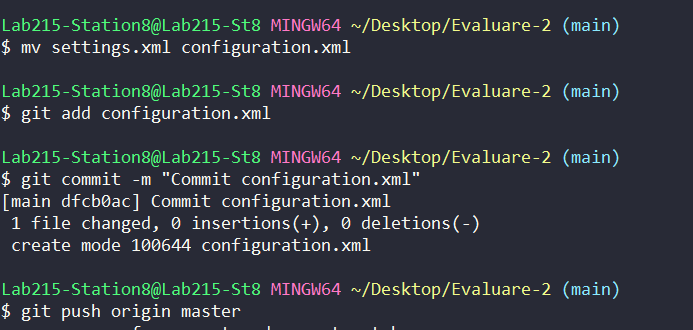 Lab215-Station8@Lab215-St8 MINGW64 ~/Desktop/Evaluare-2 (main)
$ mv settings.xml configuration.xml
Lab215-Station8@Lab215-St8 MINGW64 ~/Desktop/Evaluare-2 (main)
$ git add configuration.xml
Lab215-Station8@Lab215-St8 MINGW64 ~/Desktop/Evaluare-2 (main)
$ git commit -m "Commit configuration.xml"
[main dfcb0ac] Commit configuration.xml
 1 file changed, 0 insertions(+), 0 deletions(-)
 create mode 100644 configuration.xml
Lab215-Station8@Lab215-St8 MINGW64 ~/Desktop/Evaluare-2 (main)
$ git push origin master